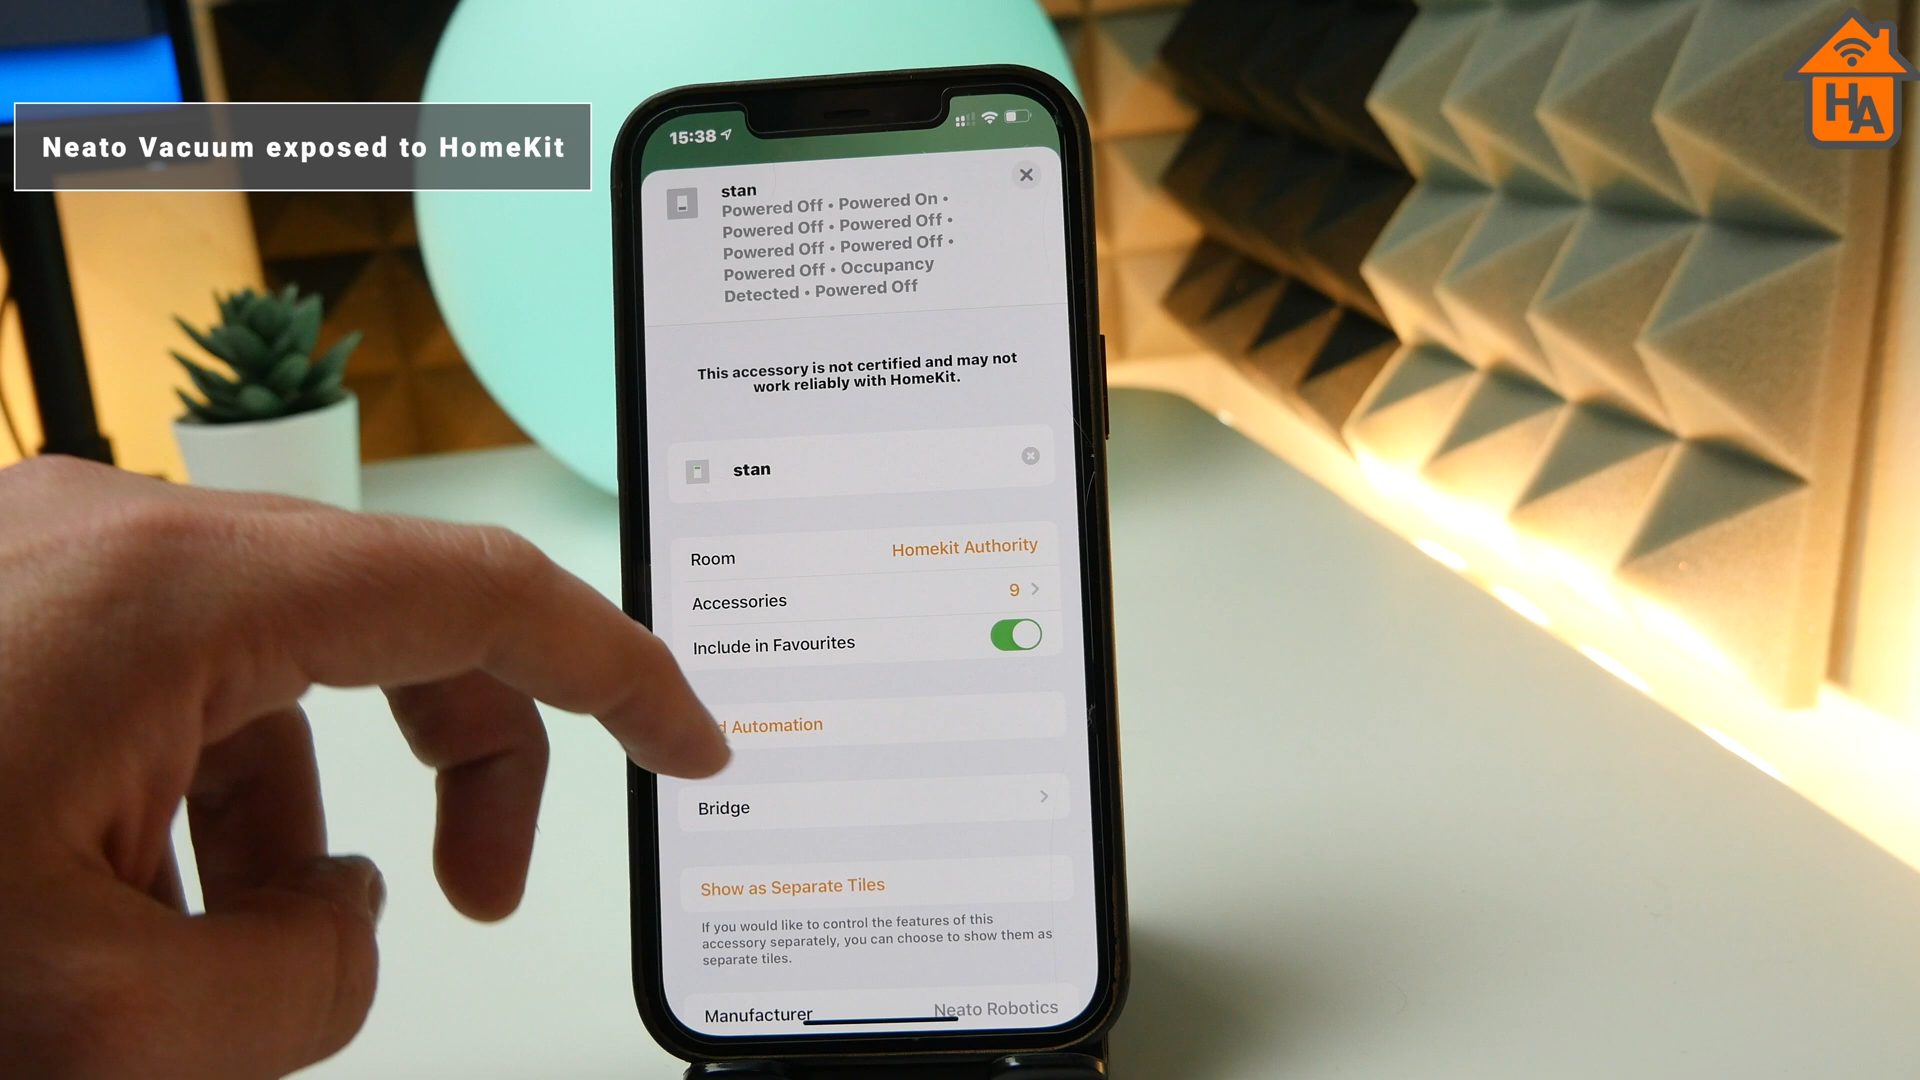 Neato Vacuum exposed to HomeKit
HA
15:38
stan
Powered Off • Powered On •
Powered Off • Powered Off •
Powered Off • Powered Off •
Powered Off • Occupancy
Detected • Powered Off
This accessory is not certified and may not
work reliably with HomeKit.
stan
Room Homekit Authority
Accessories 9
Include in Favourites
Automation
Bridge
Show as Separate Tiles
If you would like to control the features of this
accessory separately, you can choose to show them as
separate tiles.
Manufacturer Neato Robotics